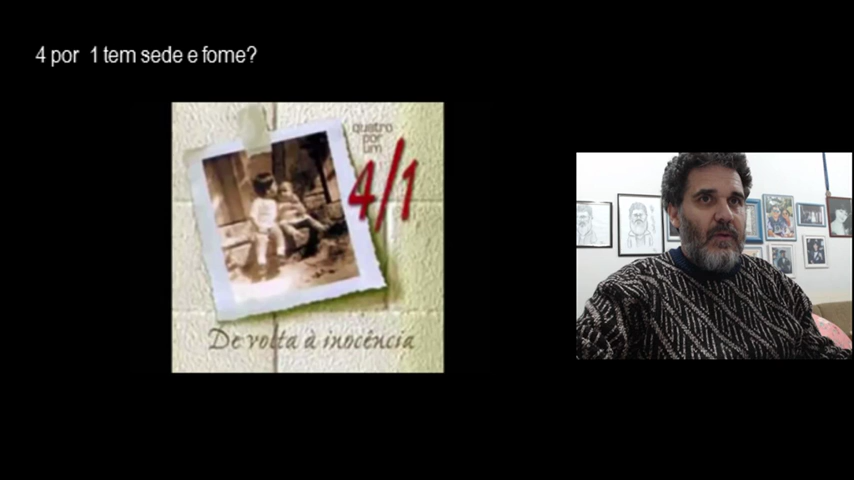 4 por 1 tem sede e fome?
quatro
por
um
4/1
De volta à inocência